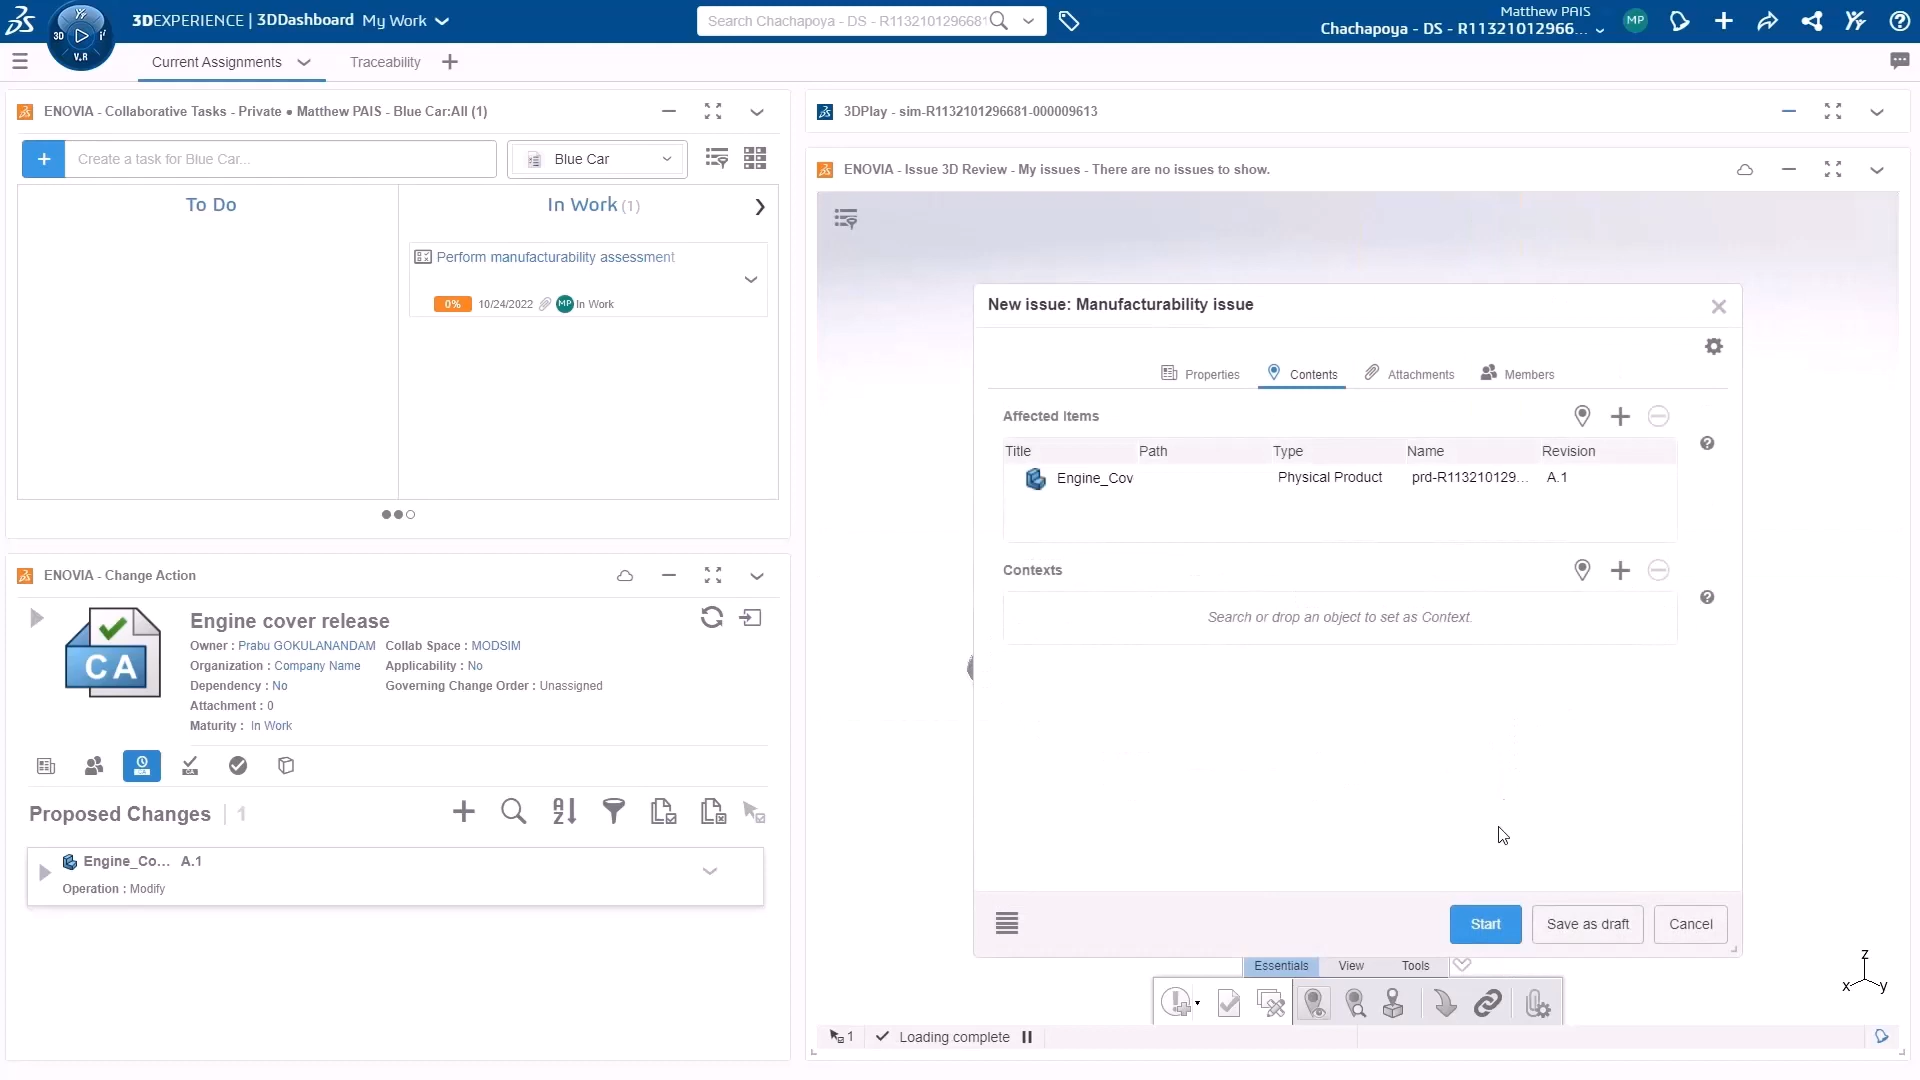 3DEXPERIENCE | 3DDashboard My Work
3D
V.R
Search Chachapoya - DS - R1132101296681
Matthew PAIS
Chachapoya - DS - R11321012966...
MP
Current Assignments
Traceability
ENOVIA - Collaborative Tasks - Private • Matthew PAIS - Blue Car:All (1)
Create a task for Blue Car...
Blue Car
To Do
In Work (1)
Perform manufacturability assessment
0% 10/24/2022 MP In Work
ENOVIA - Change Action
CA
Engine cover release
Owner : Prabu GOKULANANDAM Collab Space : MODSIM
Organization : Company Name Applicability : No
Dependency : No Governing Change Order : Unassigned
Attachment : 0
Maturity : In Work
Proposed Changes | 1
Engine_Co... A.1
Operation : Modify
3DPlay - sim-R1132101296681-000009613
ENOVIA - Issue 3D Review - My issues - There are no issues to show.
New issue: Manufacturability issue
Properties
Contents
Attachments
Members
Affected Items
Title Path Type Name Revision
Engine_Cov Physical Product prd-R113210129... A.1
Contexts
Search or drop an object to set as Context.
Start
Save as draft
Cancel
Essentials View Tools
1 Loading complete
z
x y